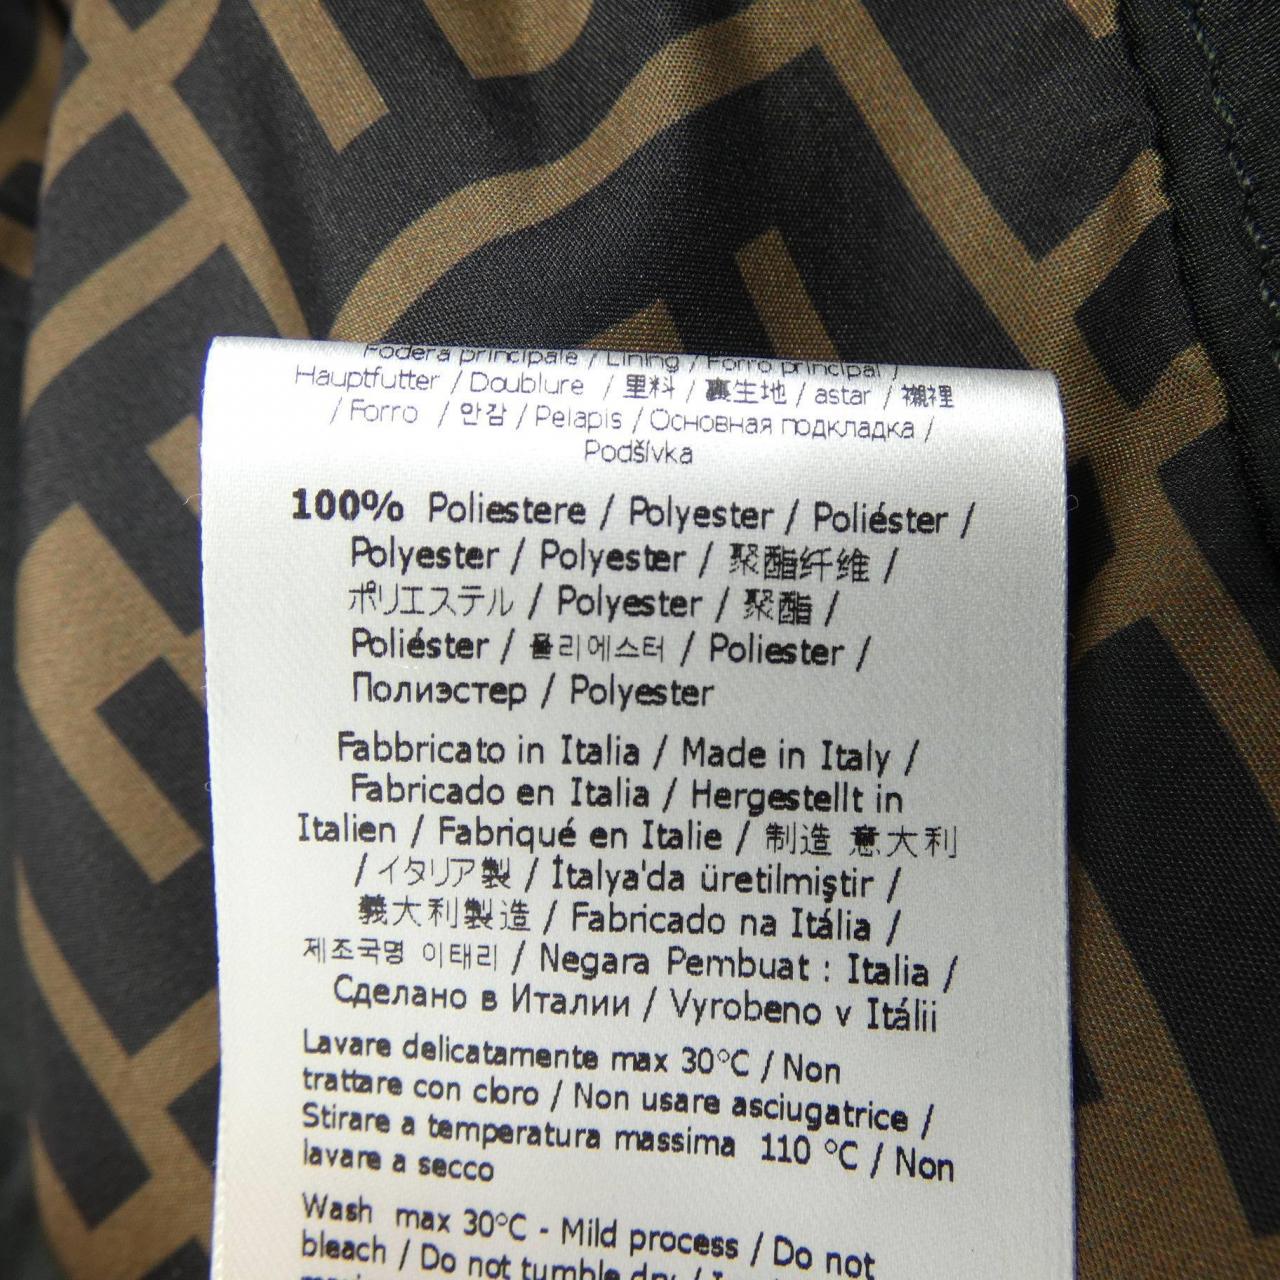 Fodera principale / Lining / Forro principal /
Hauptfutter / Doublure / 里料 / 裏生地 / astar / 襯裡
/ Forro / 안감 / Pelapis / Основная подкладка /
Podšívka
100% Poliestere / Polyester / Poliéster /
Polyester / Polyester / 聚酯纤维 /
ポリエステル / Polyester / 聚酯 /
Poliéster / 폴리에스터 / Poliester /
Полиэстер / Polyester
Fabbricato in Italia / Made in Italy /
Fabricado en Italia / Hergestellt in
Italien / Fabriqué en Italie / 制造 意大利
/ イタリア製 / İtalya'da üretilmiştir /
義大利製造 / Fabricado na Itália /
제조국명 이태리 / Negara Pembuat : Italia /
Сделано в Италии / Vyrobeno v Itálii
Lavare delicatamente max 30°C / Non
trattare con cloro / Non usare asciugatrice /
Stirare a temperatura massima 110 °C / Non
lavare a secco
Wash max 30°C - Mild process / Do not
bleach / Do not tumble dry /